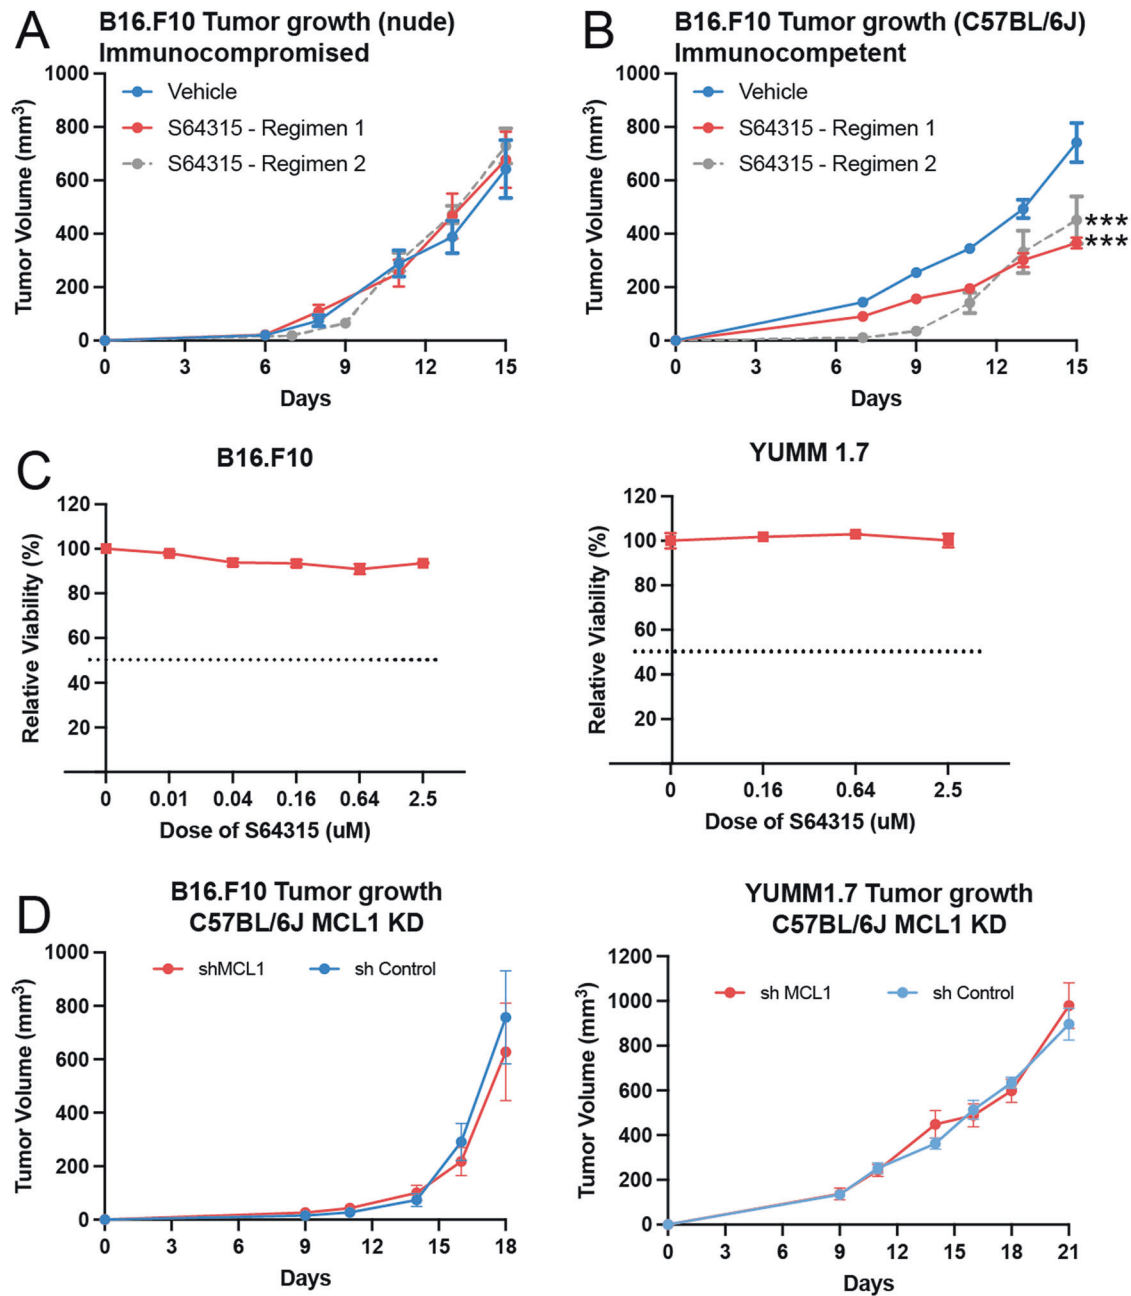 A
B16.F10 Tumor growth (nude)
Immunocompromised
Tumor Volume (mm3)
1000
800
600
400
200
0
Vehicle
S64315 - Regimen 1
S64315 - Regimen 2
0 3 6 9 12 15
Days
B
B16.F10 Tumor growth (C57BL/6J)
Immunocompetent
Tumor Volume (mm3)
1000
800
600
400
200
0
Vehicle
S64315 - Regimen 1
S64315 - Regimen 2
***
***
0 3 6 9 12 15
Days
C
B16.F10
Relative Viability (%)
120
100
80
60
40
20
0 0.01 0.04 0.16 0.64 2.5
Dose of S64315 (uM)
YUMM 1.7
Relative Viability (%)
120
100
80
60
40
20
0 0.16 0.64 2.5
Dose of S64315 (uM)
D
B16.F10 Tumor growth
C57BL/6J MCL1 KD
Tumor Volume (mm3)
1000
800
600
400
200
0
shMCL1 sh Control
0 3 6 9 12 15 18
Days
YUMM1.7 Tumor growth
C57BL/6J MCL1 KD
Tumor Volume (mm3)
1200
1000
800
600
400
200
0
sh MCL1 sh Control
0 3 6 9 12 15 18 21
Days